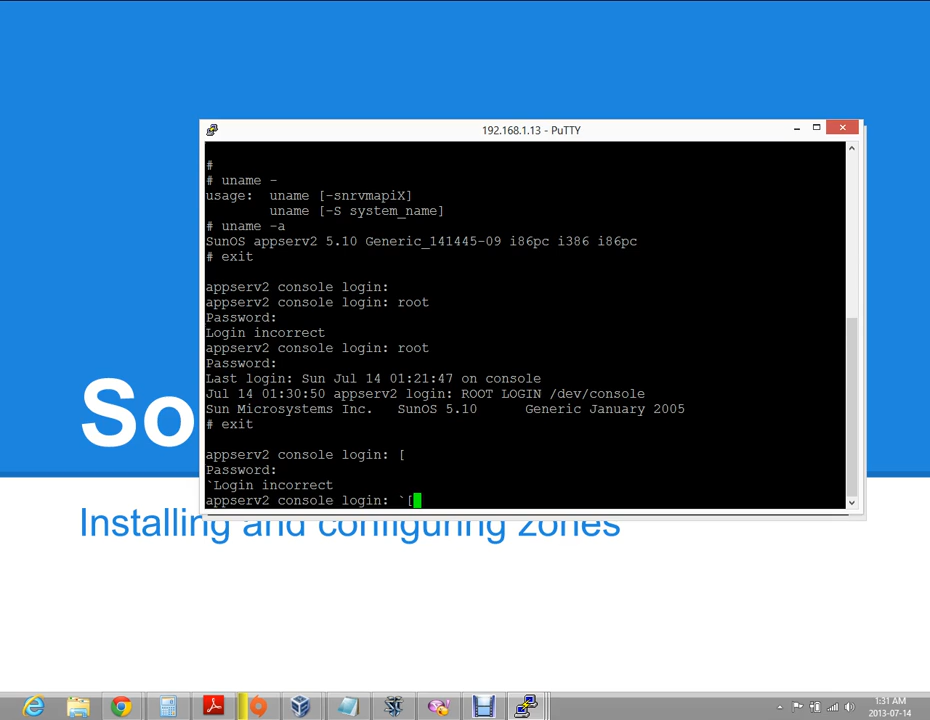 192.168.1.13 - PuTTY
#
# uname -
usage:  uname [-snrvmapiX]
        uname [-S system_name]
# uname -a
SunOS appserv2 5.10 Generic_141445-09 i86pc i386 i86pc
# exit
appserv2 console login:
appserv2 console login: root
Password:
Login incorrect
appserv2 console login: root
Password:
Last login: Sun Jul 14 01:21:47 on console
Jul 14 01:30:50 appserv2 login: ROOT LOGIN /dev/console
Sun Microsystems Inc.   SunOS 5.10      Generic January 2005
# exit
appserv2 console login: [
Password:
`Login incorrect
appserv2 console login: `[
So
Installing and configuring zones
1:31 AM
2013-07-14